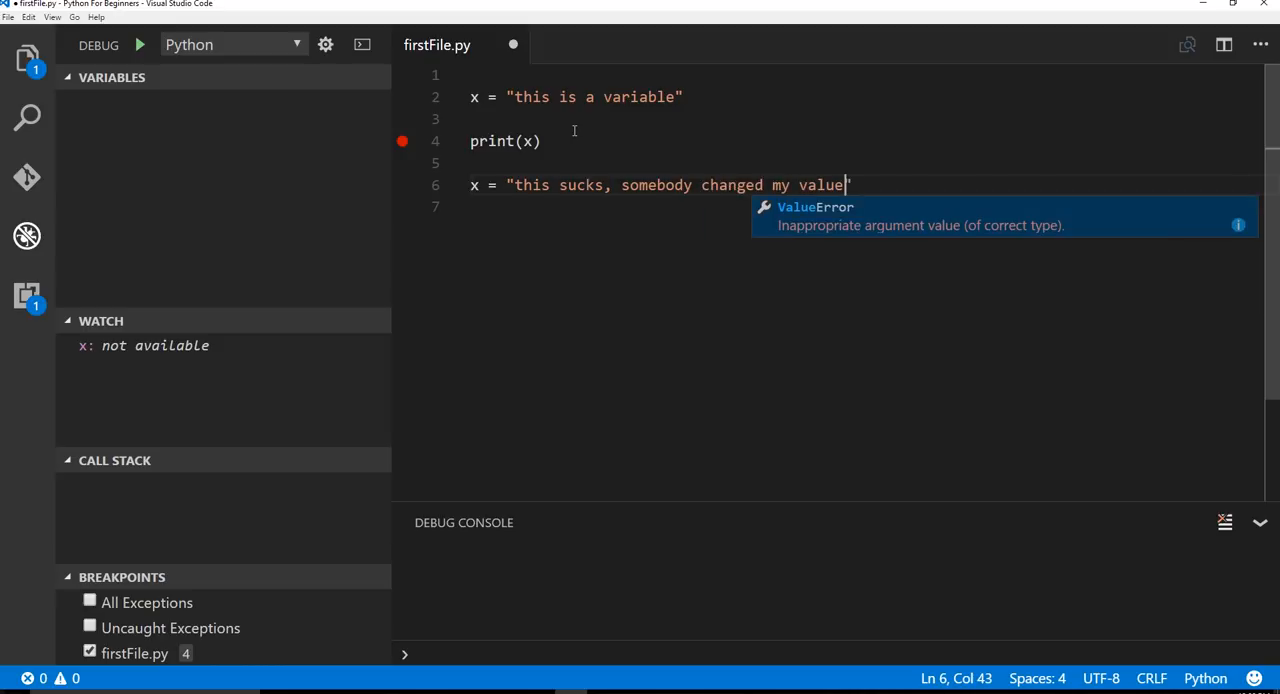 • firstFile.py - Python For Beginners - Visual Studio Code
File Edit View Go Help
DEBUG Python
firstFile.py
1
VARIABLES
1
2 x = "this is a variable"
3
4 print(x)
5
6 x = "this sucks, somebody changed my value"
7
ValueError
Inappropriate argument value (of correct type).
1
WATCH
x: not available
CALL STACK
DEBUG CONSOLE
BREAKPOINTS
All Exceptions
Uncaught Exceptions
firstFile.py 4
0 0 Ln 6, Col 43 Spaces: 4 UTF-8 CRLF Python